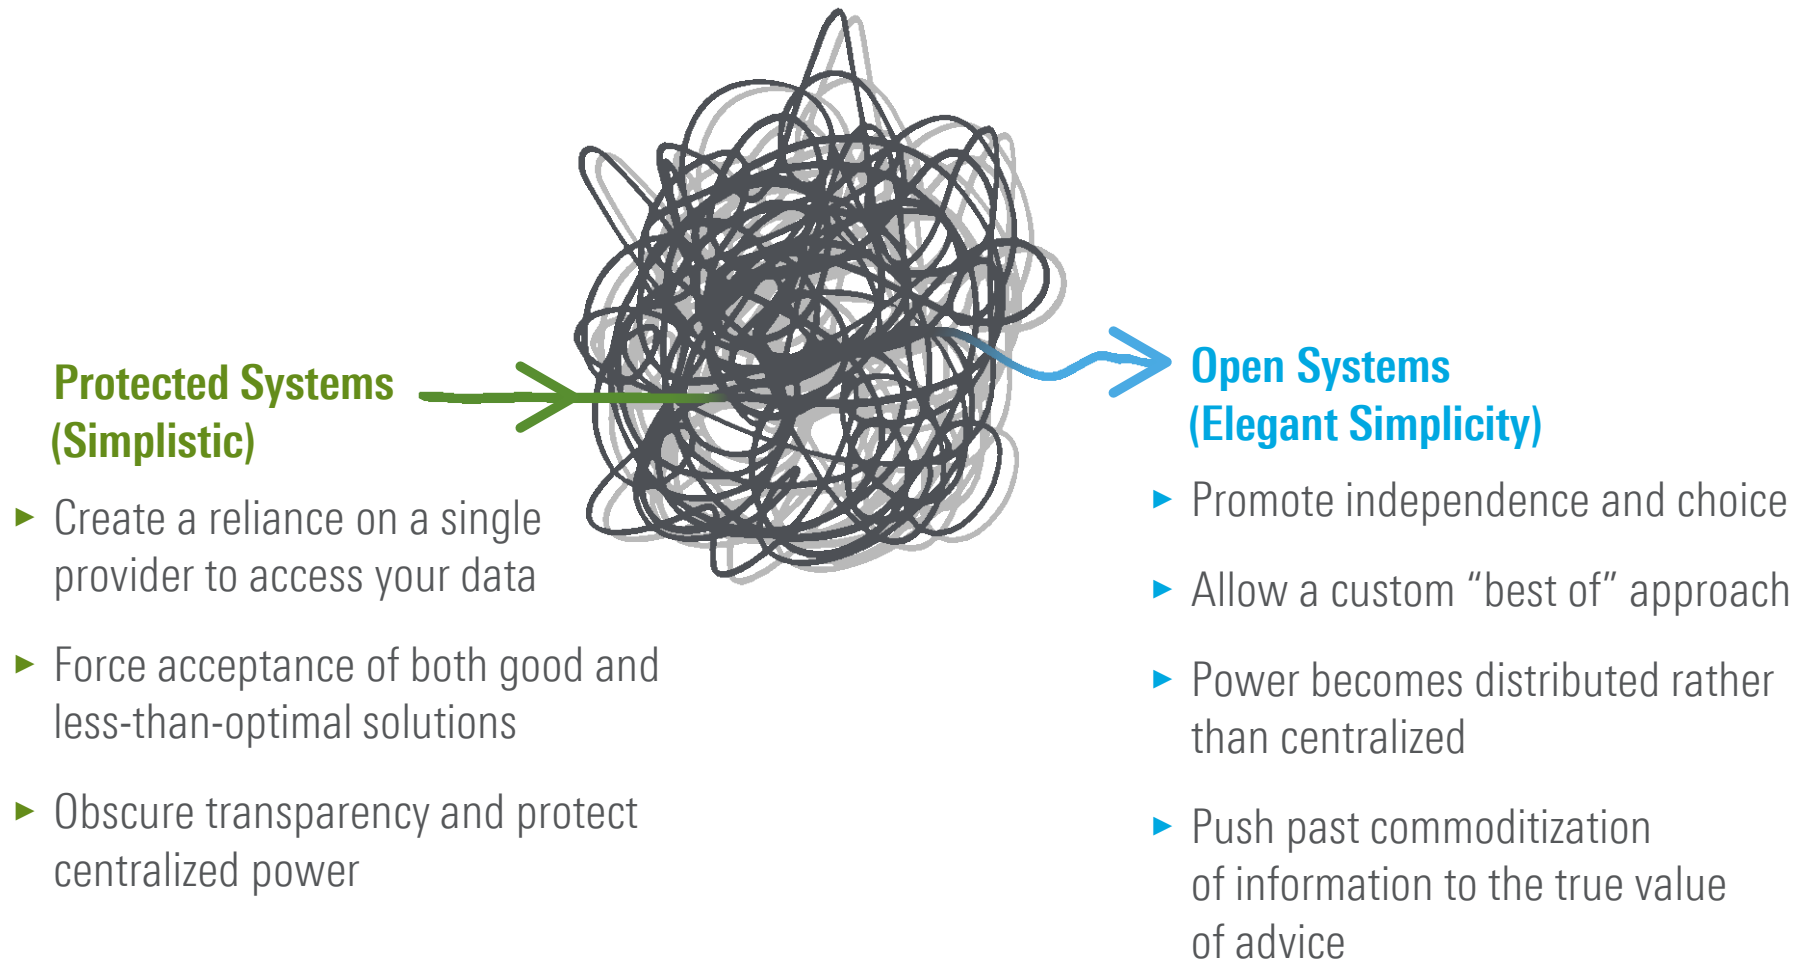 Protected Systems
(Simplistic)
► Create a reliance on a single
provider to access your data
► Force acceptance of both good and
less-than-optimal solutions
► Obscure transparency and protect
centralized power
Open Systems
(Elegant Simplicity)
► Promote independence and choice
► Allow a custom “best of” approach
► Power becomes distributed rather
than centralized
► Push past commoditization
of information to the true value
of advice